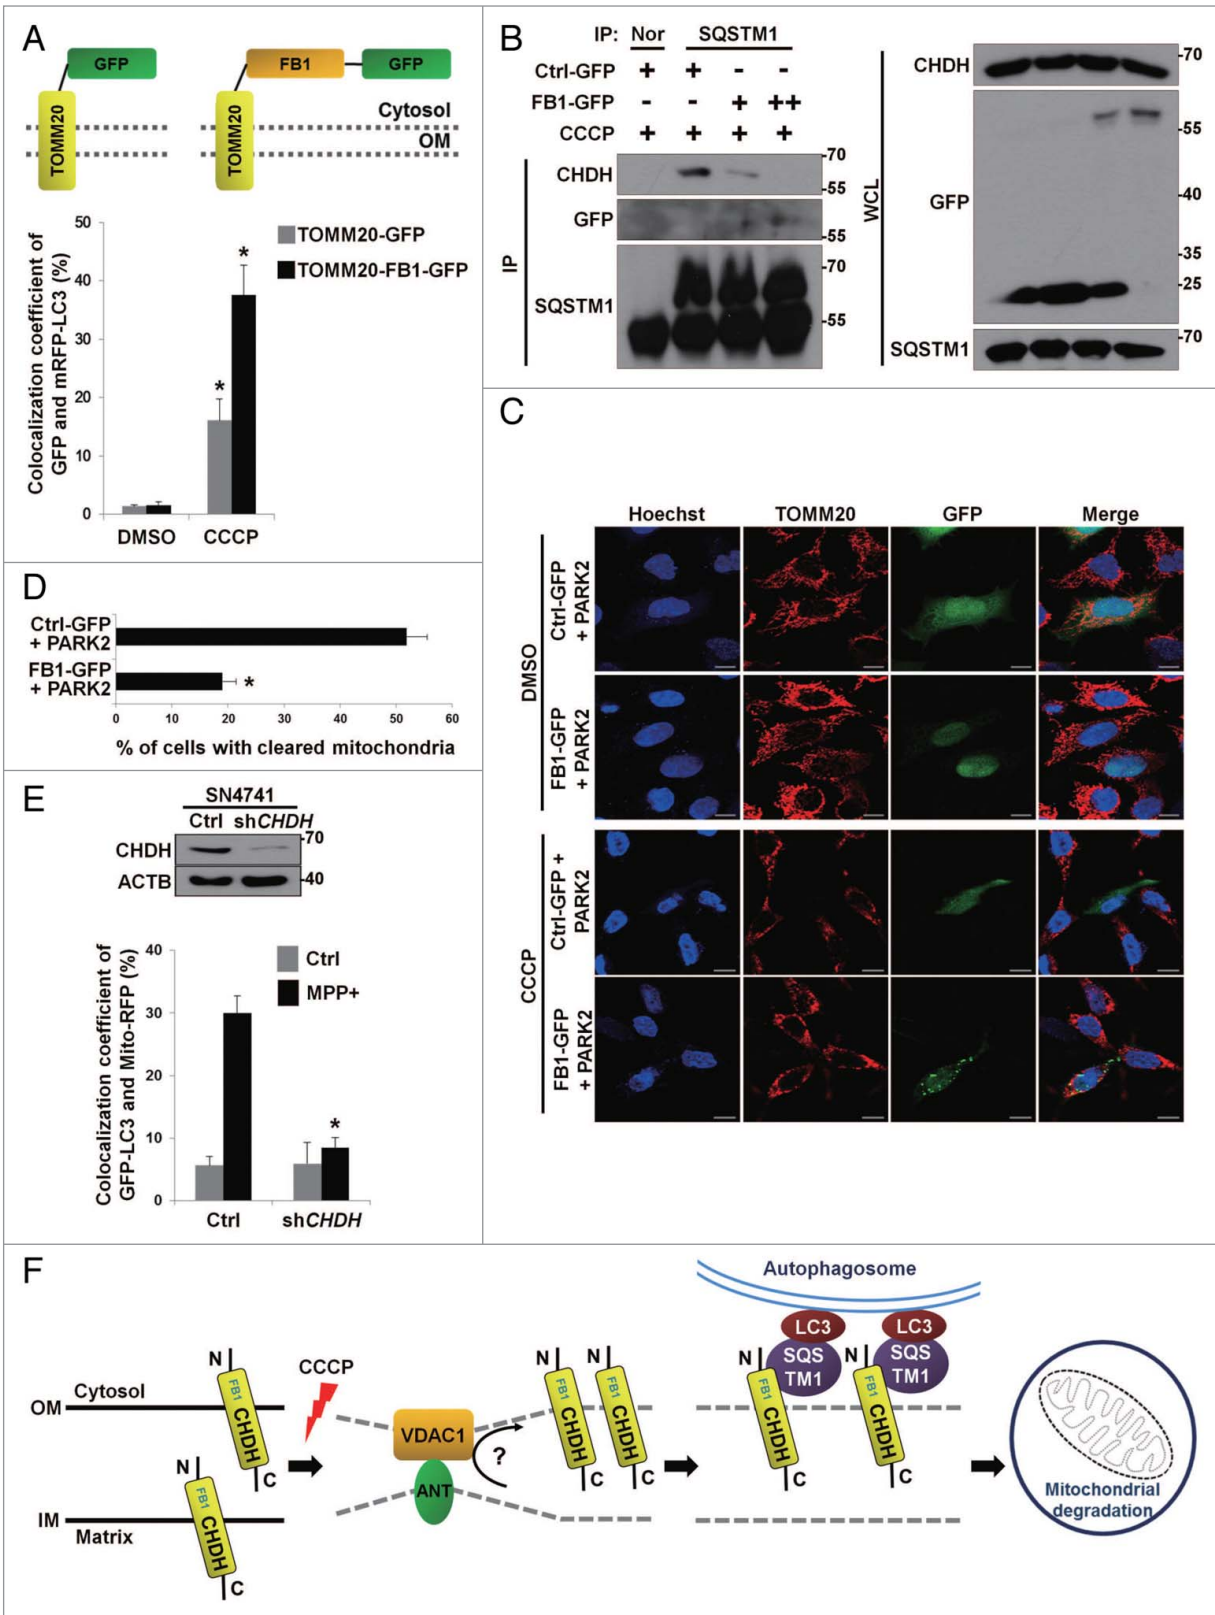 A
GFP
FB1
GFP
TOMM20
TOMM20
Cytosol
OM
50
40
30
20
10
0
Colocalization coefficient of
GFP and mRFP-LC3 (%)
TOMM20-GFP
TOMM20-FB1-GFP
*
*
DMSO
CCCP
B
IP: Nor SQSTM1
Ctrl-GFP + + - -
FB1-GFP - - + ++
CCCP + + + +
IP
CHDH
-70
-55
GFP
-55
SQSTM1
-70
-55
WCL
CHDH
-70
GFP
-55
-40
-35
-25
SQSTM1
-70
C
Hoechst TOMM20 GFP Merge
DMSO
Ctrl-GFP
+ PARK2
FB1-GFP
+ PARK2
CCCP
Ctrl-GFP +
PARK2
FB1-GFP
+ PARK2
D
Ctrl-GFP
+ PARK2
FB1-GFP
+ PARK2
*
0 10 20 30 40 50 60
% of cells with cleared mitochondria
E
SN4741
Ctrl shCHDH
CHDH
-70
ACTB
-40
40
30
20
10
0
Colocalization coefficient of
GFP-LC3 and Mito-RFP (%)
Ctrl
MPP+
*
Ctrl
shCHDH
F
Autophagosome
LC3
LC3
SQS
TM1
SQS
TM1
N
N
N
N
N
CCCP
Cytosol
OM
FB1 CHDH
C
VDAC1
ANT
?
FB1 CHDH
FB1 CHDH
C
C
FB1 CHDH
FB1 CHDH
C
C
N
FB1 CHDH
C
IM
Matrix
Mitochondrial
degradation